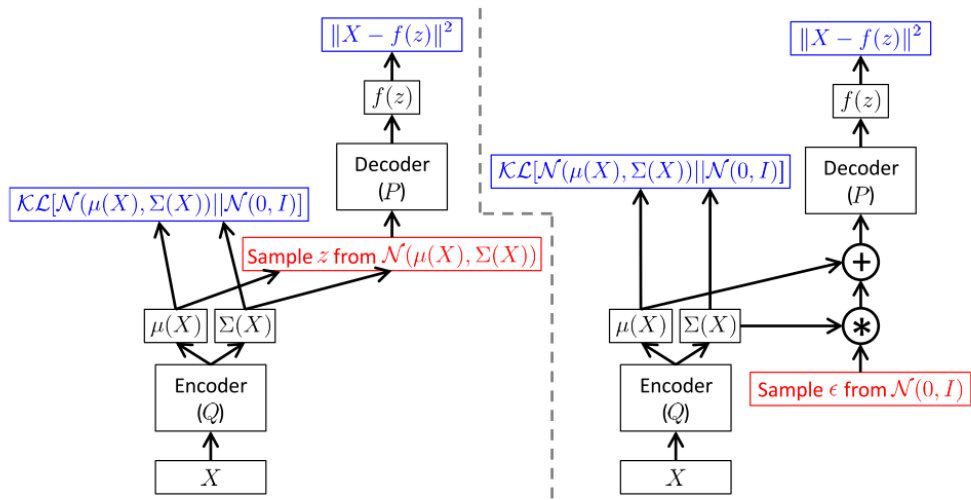 ‖X − f(z)‖²
f(z)
Decoder
(P)
𝒦ℒ[𝒩(μ(X), Σ(X))||𝒩(0, I)]
Sample z from 𝒩(μ(X), Σ(X))
μ(X)
Σ(X)
Encoder
(Q)
X
‖X − f(z)‖²
f(z)
Decoder
(P)
𝒦ℒ[𝒩(μ(X), Σ(X))||𝒩(0, I)]
+
μ(X)
Σ(X)
*
Encoder
(Q)
Sample ϵ from 𝒩(0, I)
X